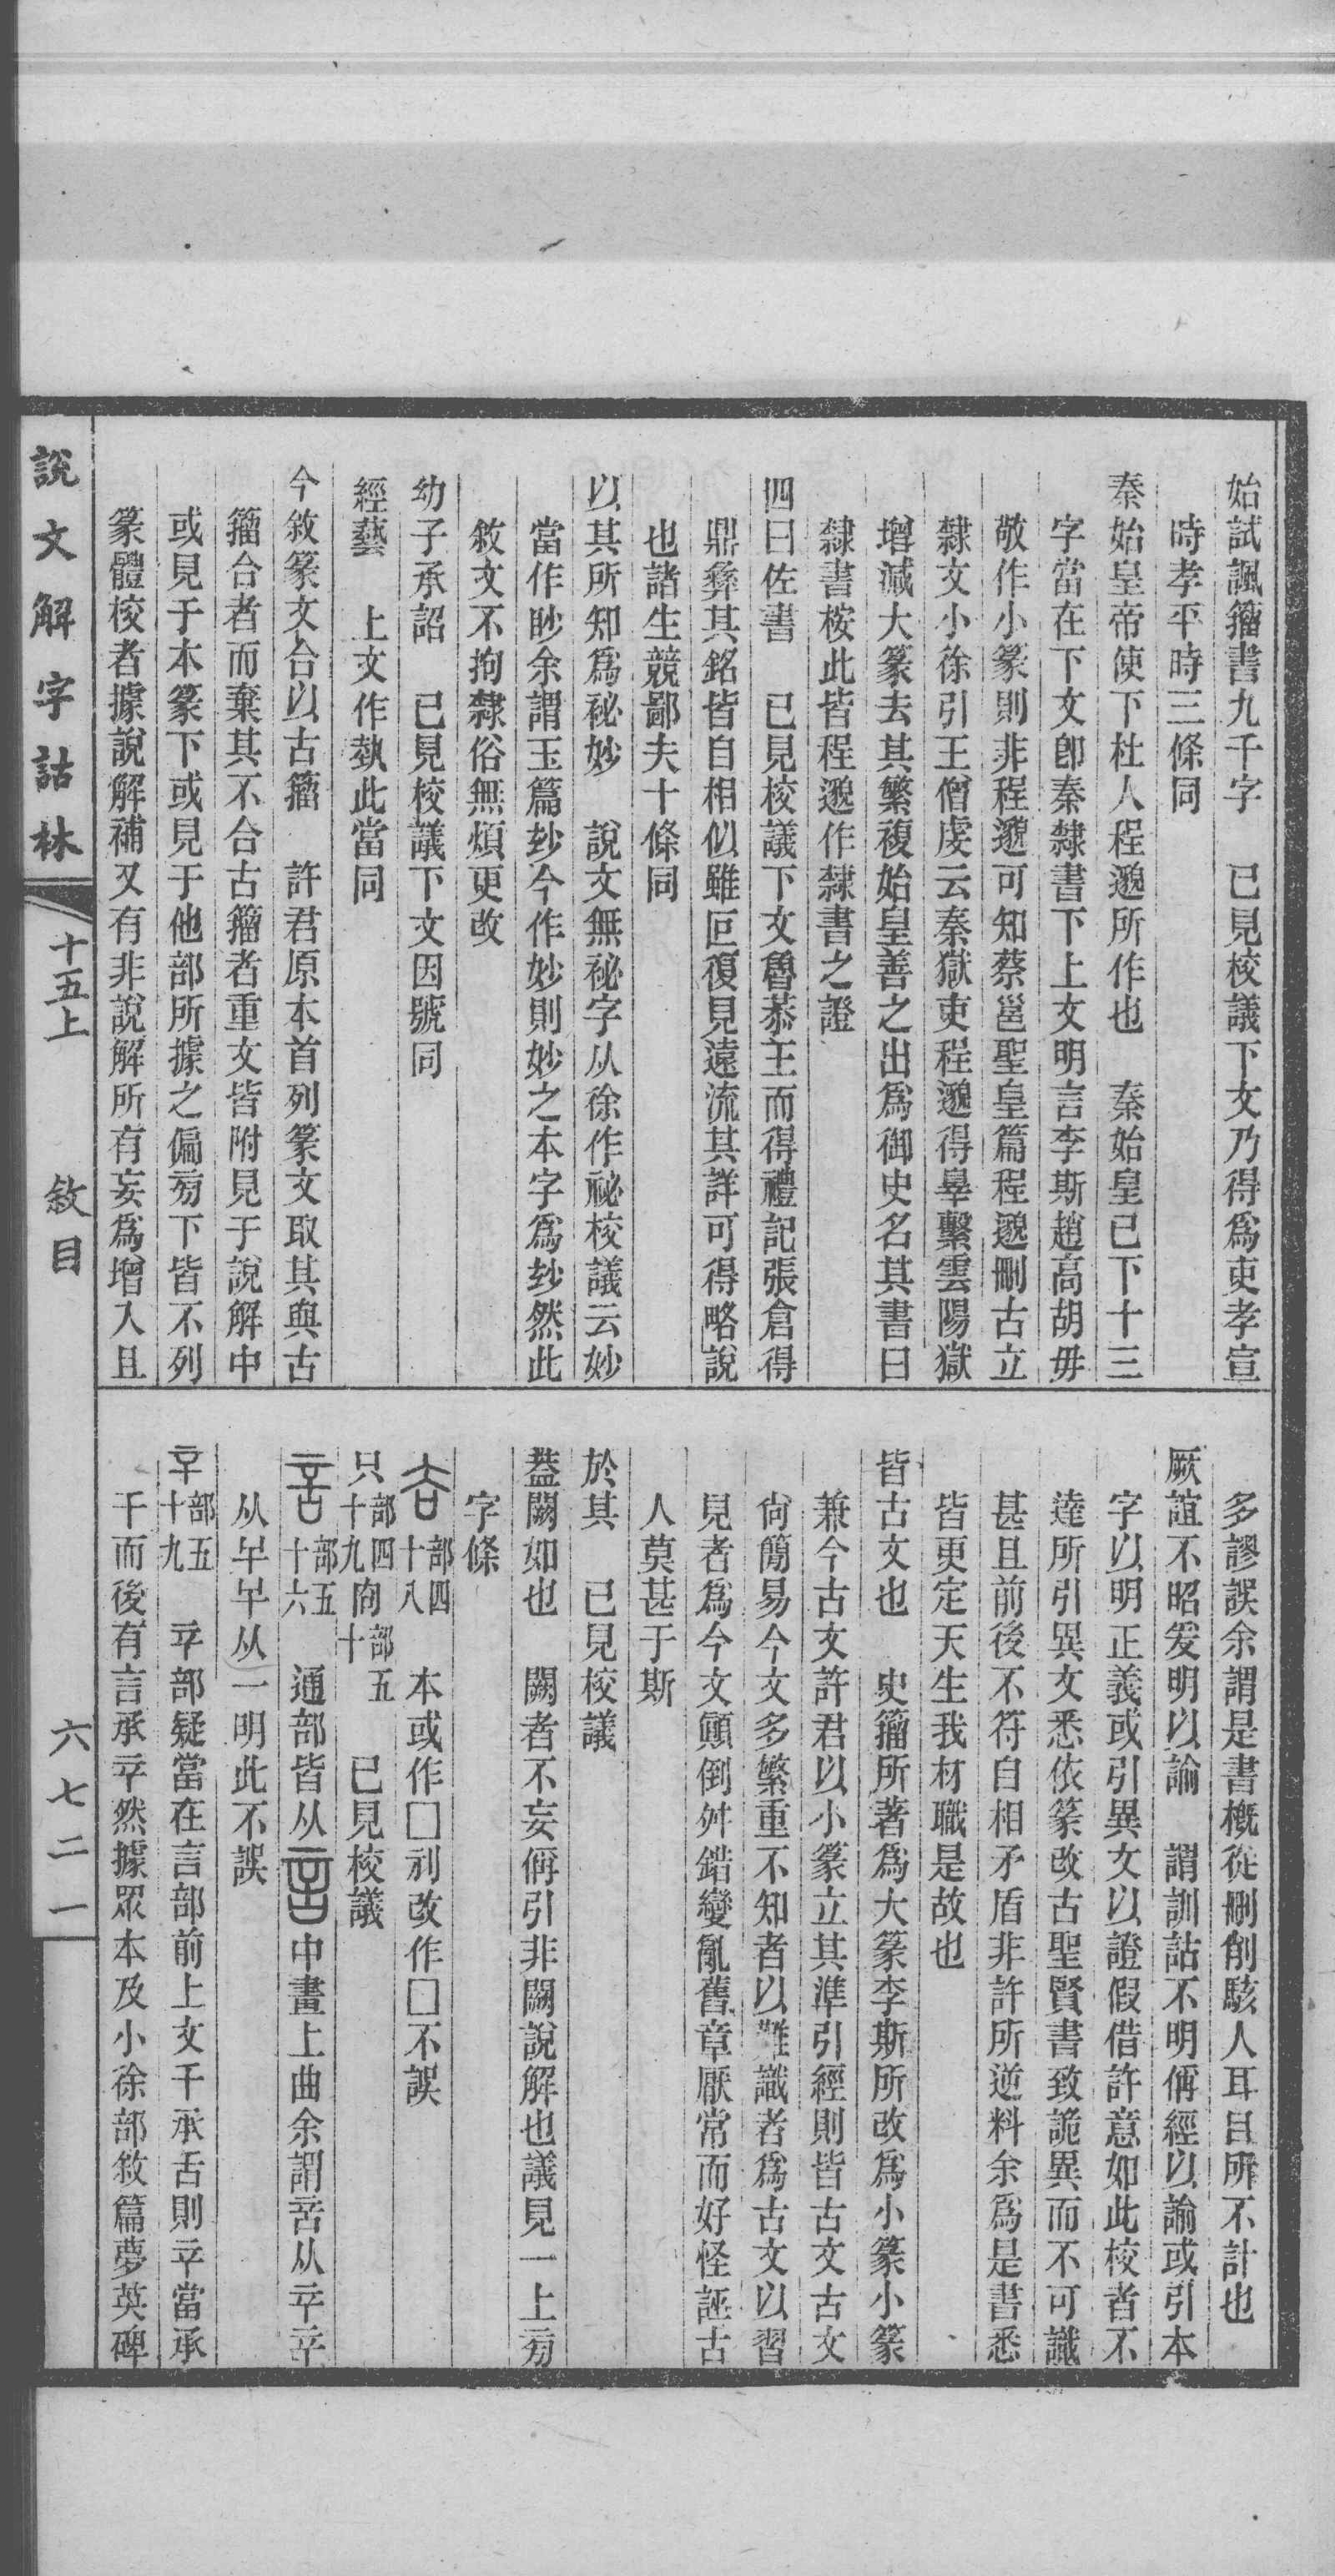 始試諷籀書九千字　已見校議下文乃得爲吏孝宣
時孝平時三條同
秦始皇帝使下杜人程邈所作也　秦始皇已下十三
字當在下文卽秦隸書下上文明言李斯趙高胡毋
敬作小篆則非程邈可知蔡邕聖皇篇程邈刪古立
隸文小徐引王僧虔云秦獄吏程邈得辠繫雲陽獄
增減大篆去其繁複始皇善之出爲御史名其書曰
隸書桉此皆程邈作隸書之證
四曰佐書　已見校議下文魯恭王而得禮記張倉得
鼎彝其銘皆自相似雖叵復見遠流其詳可得略說
也諸生競鄙夫十條同
以其所知爲祕妙　說文無祕字从徐作祕校議云妙
當作眇余謂玉篇玅今作妙則妙之本字爲玅然此
敘文不拘隸俗無煩更改
幼子承詔　已見校議下文因號同
經藝　上文作埶此當同
今敘篆文合以古籀　許君原本首列篆文取其與古
籀合者而棄其不合古籀者重文皆附見于說解中
或見于本篆下或見于他部所據之偏㫄下皆不列
篆體校者據說解補又有非說解所有妄爲增入且
多謬誤余謂是書槪從刪削駭人耳目所不計也
厥誼不昭爰明以諭　謂訓詁不明偁經以諭或引本
字以明正義或引異文以證假借許意如此校者不
達所引異文悉依篆改古聖賢書致詭異而不可識
甚且前後不符自相矛盾非許所逆料余爲是書悉
皆更定天生我材職是故也
皆古文也　史籀所著爲大篆李斯所改爲小篆小篆
兼今古文許君以小篆立其準引經則皆古文古文
尙簡易今文多繁重不知者以難識者爲古文以習
見者爲今文顚倒舛錯變亂舊章厭常而好怪誣古
人莫甚于斯
於其　已見校議
蓋闕如也　闕者不妄偁引非闕說解也議見一上㫄
字條
部四十八　本或作□刓改作□不誤
只部四十九㕯部五十　已見校議
部五十六　通部皆从中畫上曲余謂䇂从䇂䇂
从䇂䇂从一明此不誤
䇂部五十九　䇂部疑當在言部前上文干承舌則䇂當承
干而後有言承䇂然據眾本及小徐部敘篇夢英碑
說文解字詁林　十五上　敘目　六七二一